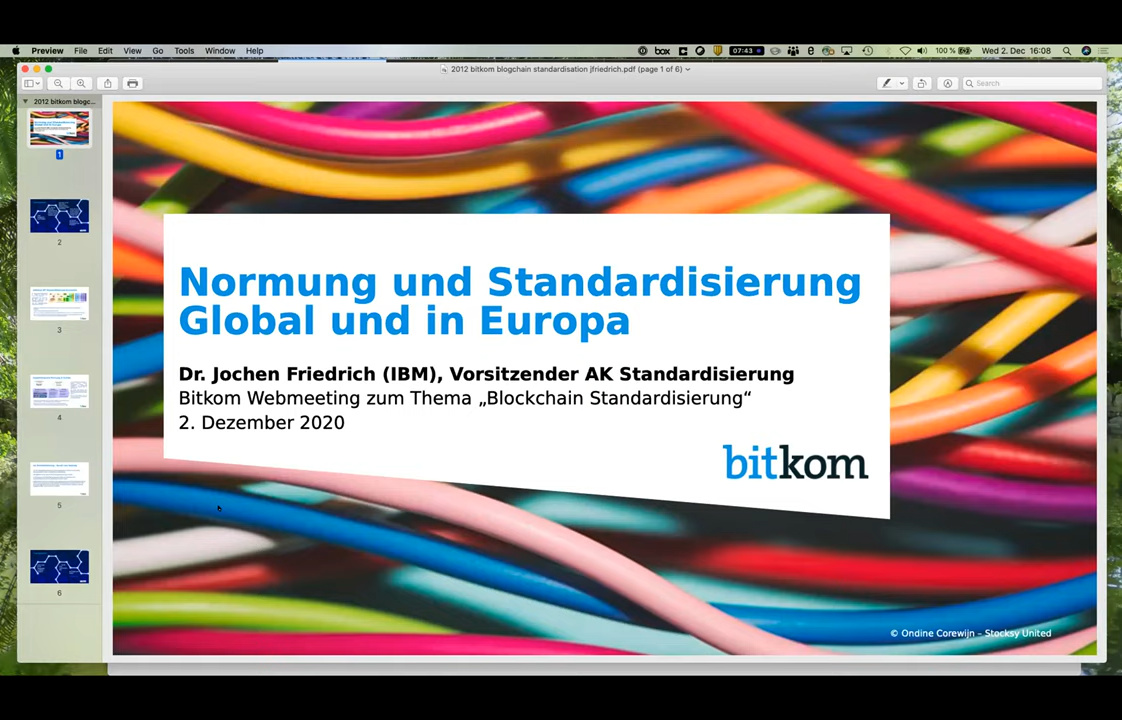 Preview File Edit View Go Tools Window Help
box
07:43
100 %
Wed 2. Dec 16:08
2012 bitkom blogchain standardisation jfriedrich.pdf (page 1 of 6)
Search
2012 bitkom blogc...
1
2
3
4
5
6
Normung und Standardisierung
Global und in Europa
Dr. Jochen Friedrich (IBM), Vorsitzender AK Standardisierung
Bitkom Webmeeting zum Thema „Blockchain Standardisierung“
2. Dezember 2020
bitkom
© Ondine Corewijn – Stocksy United